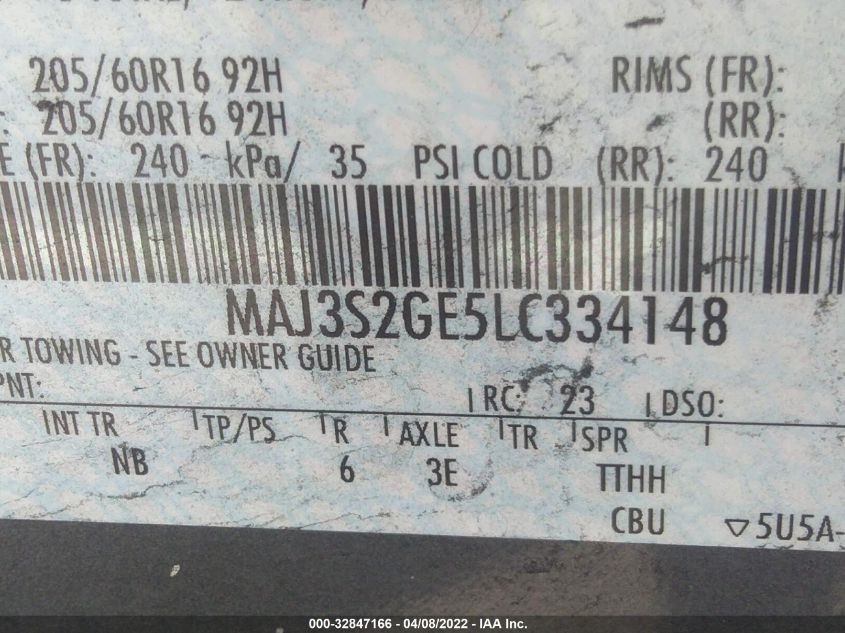 205/60R16 92H RIMS (FR):
: 205/60R16 92H (RR):
E (FR): 240 kPa/ 35 PSI COLD (RR): 240
MAJ3S2GE5LC334148
R TOWING - SEE OWNER GUIDE
PNT:
RC: 23 DSO:
INT TR TP/PS R AXLE TR SPR
NB 6 3E TTHH
CBU ▽5U5A-
000-32847166 - 04/08/2022 - IAA Inc.